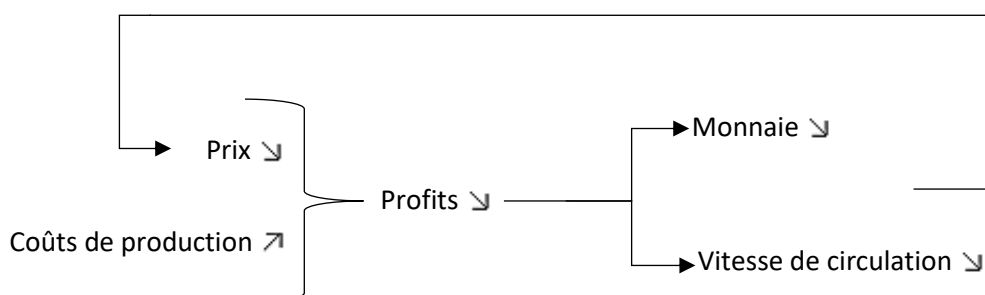 Monnaie ↘
Prix ↘
Profits ↘
Coûts de production ↗
Vitesse de circulation ↘